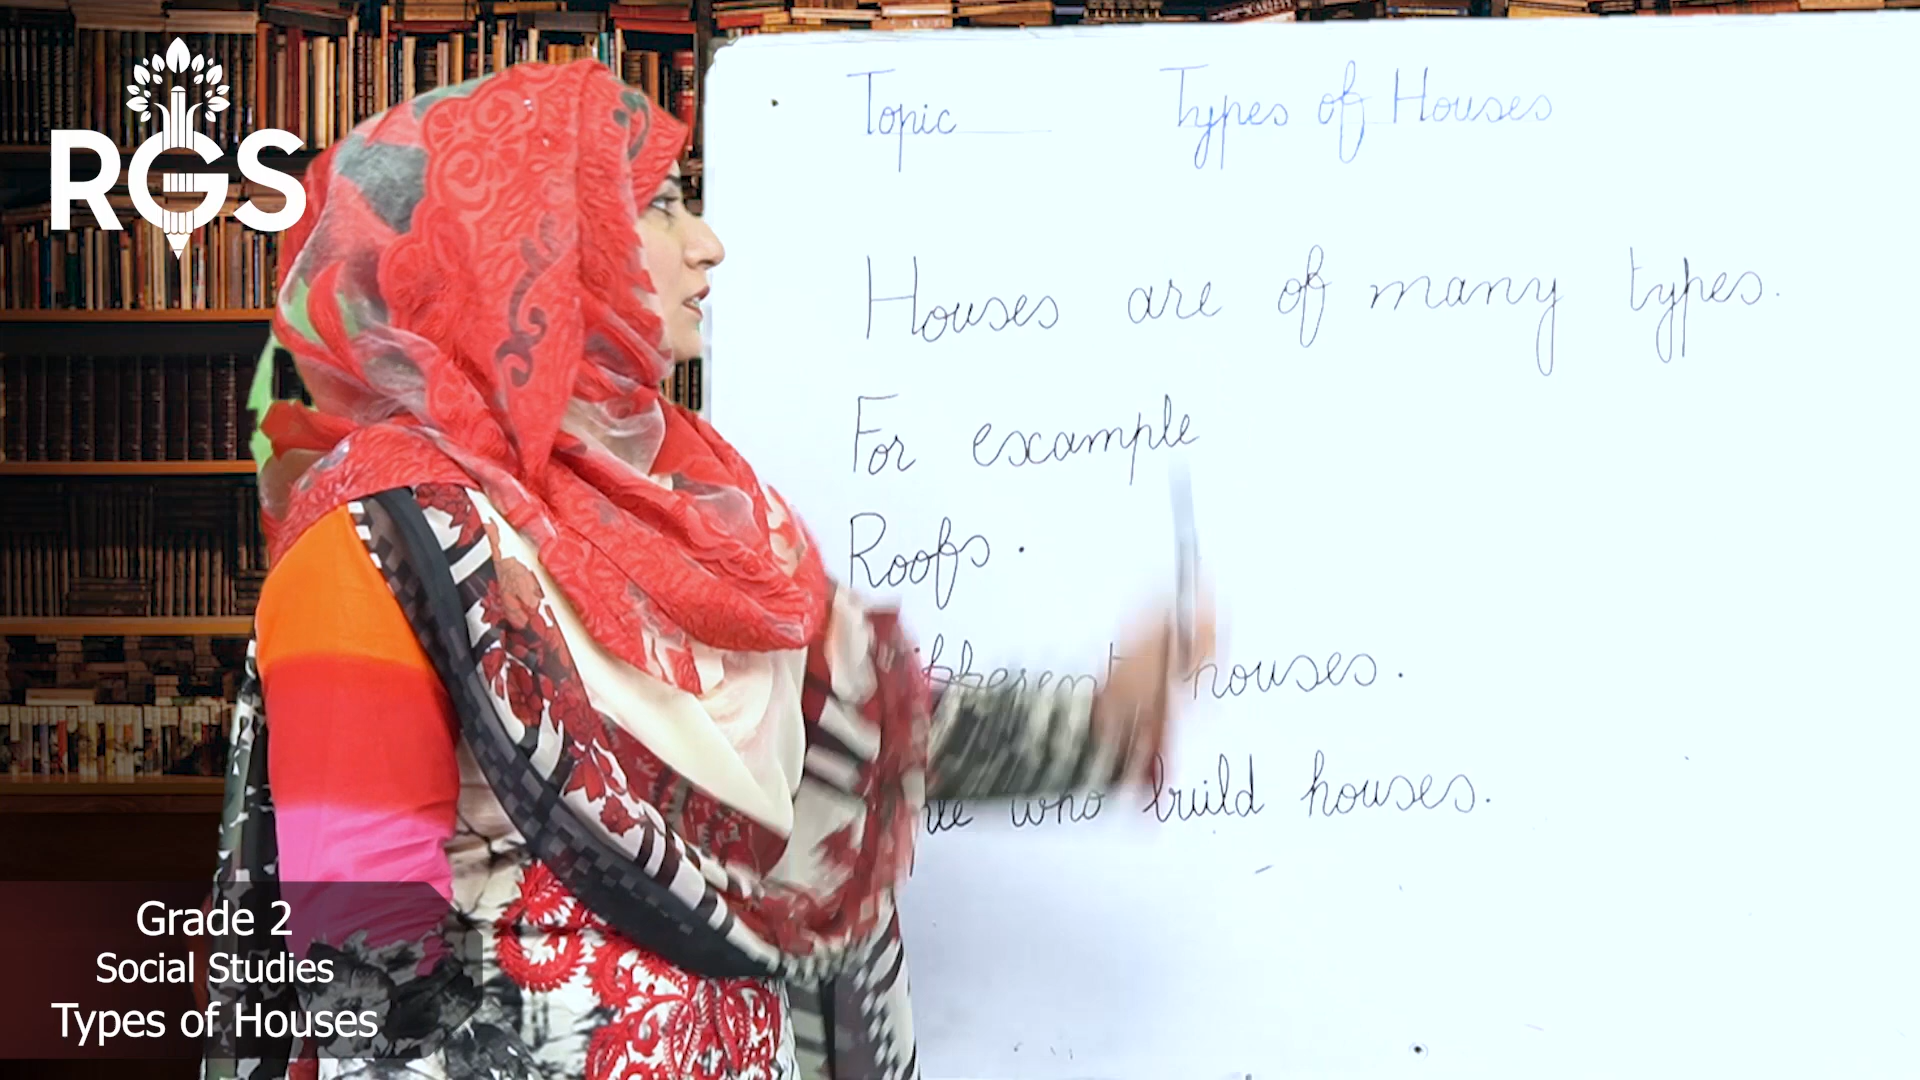 RGS
Topic Types of Houses
Houses are of many types.
For example
Roofs.
houses.
who build houses.
Grade 2
Social Studies
Types of Houses